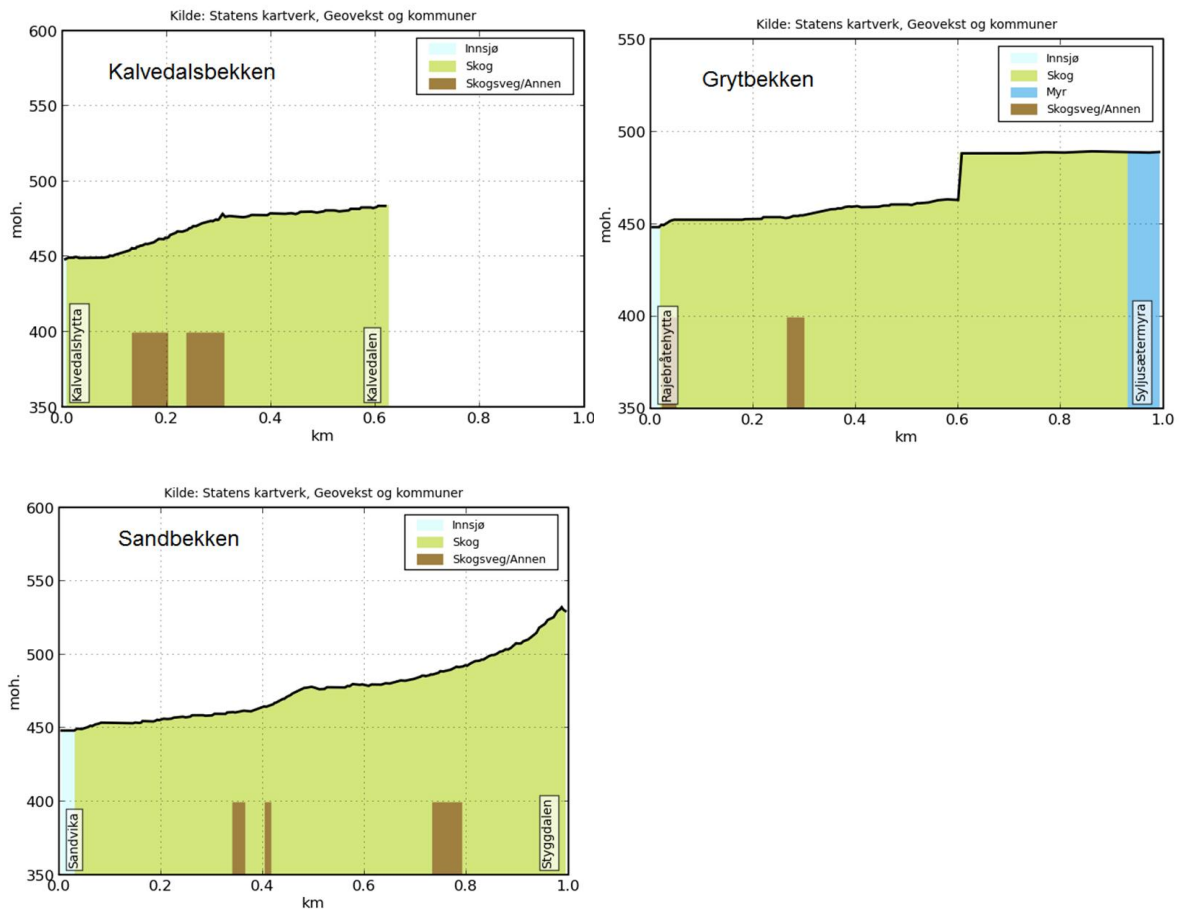 Kilde: Statens kartverk, Geovekst og kommuner
600
550
500
450
400
350
moh.
Kalvedalsbekken
Innsjø
Skog
Skogsveg/Annen
Kalvedalshytta
Kalvedalen
0.0 0.2 0.4 0.6 0.8 1.0
km
Kilde: Statens kartverk, Geovekst og kommuner
550
500
450
400
350
moh.
Grytbekken
Innsjø
Skog
Myr
Skogsveg/Annen
Rajebråtehytta
Syljusætermyra
0.0 0.2 0.4 0.6 0.8 1.0
km
Kilde: Statens kartverk, Geovekst og kommuner
600
550
500
450
400
350
moh.
Sandbekken
Innsjø
Skog
Skogsveg/Annen
Sandvika
Styggdalen
0.0 0.2 0.4 0.6 0.8 1.0
km